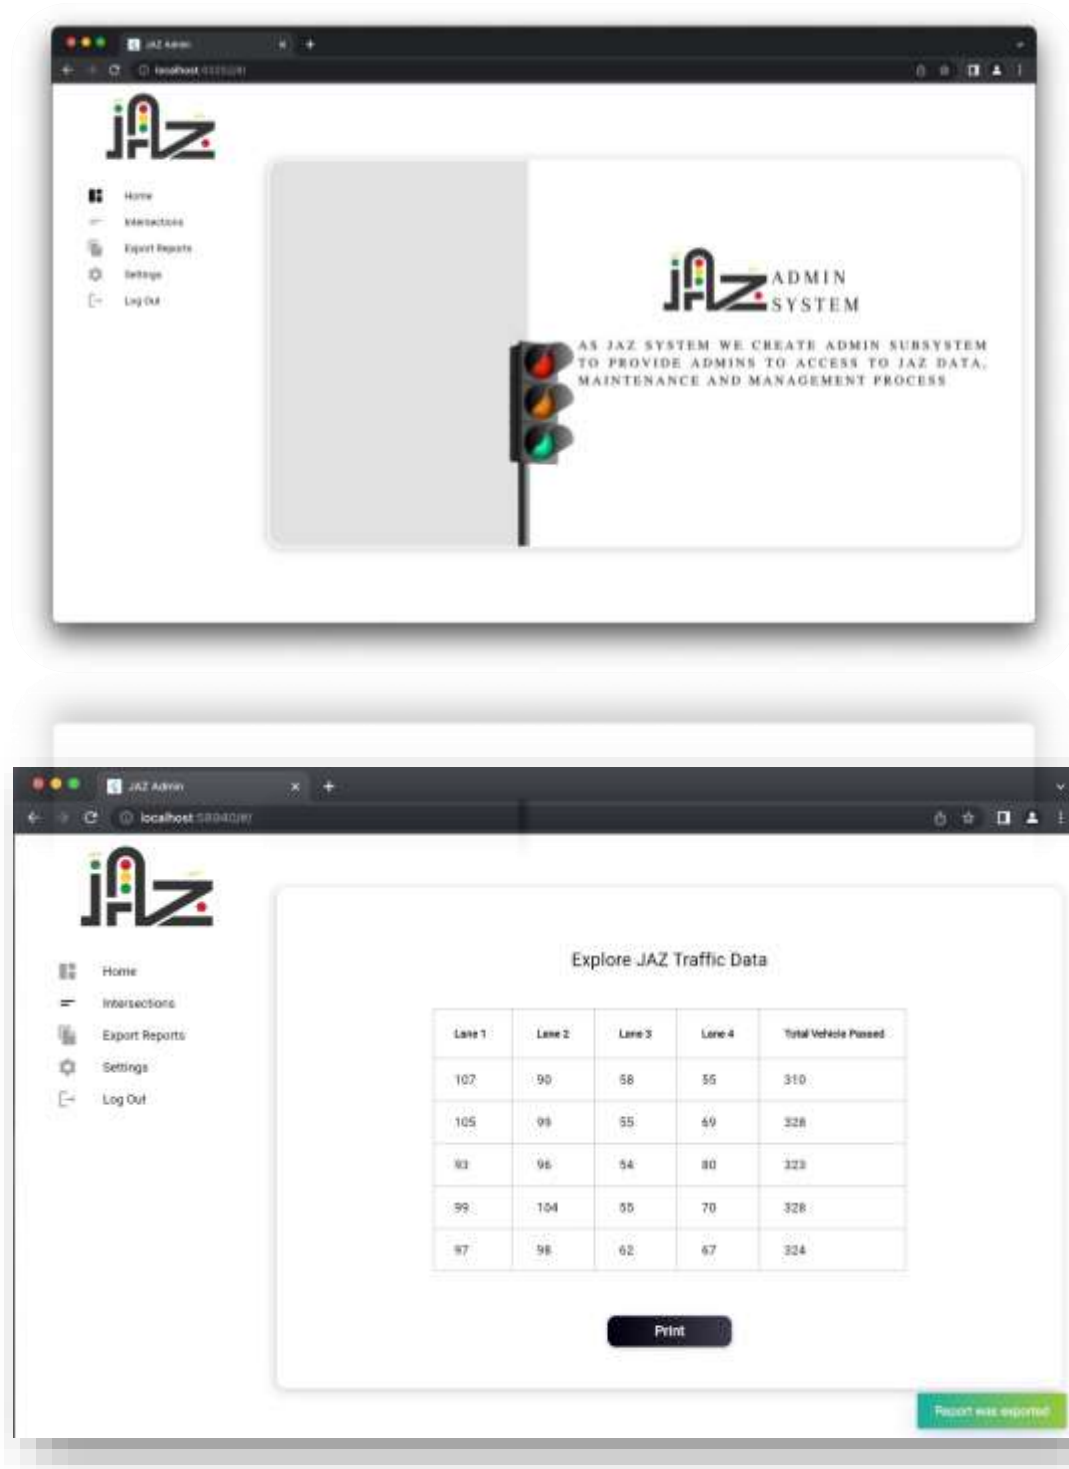 JAZ Admin
localhost
JAZ
Home
Intersections
Export Reports
Settings
Log Out
JAZ ADMIN
SYSTEM
AS JAZ SYSTEM WE CREATE ADMIN SUBSYSTEM
TO PROVIDE ADMINS TO ACCESS TO JAZ DATA,
MAINTENANCE AND MANAGEMENT PROCESS
JAZ Admin
localhost:58940/#/
JAZ
Home
Intersections
Export Reports
Settings
Log Out
Explore JAZ Traffic Data
Lane 1 Lane 2 Lane 3 Lane 4 Total Vehicle Passed
107 90 58 55 310
105 99 55 69 328
93 96 54 80 323
99 104 55 70 328
97 98 62 67 324
Print
Report was exported